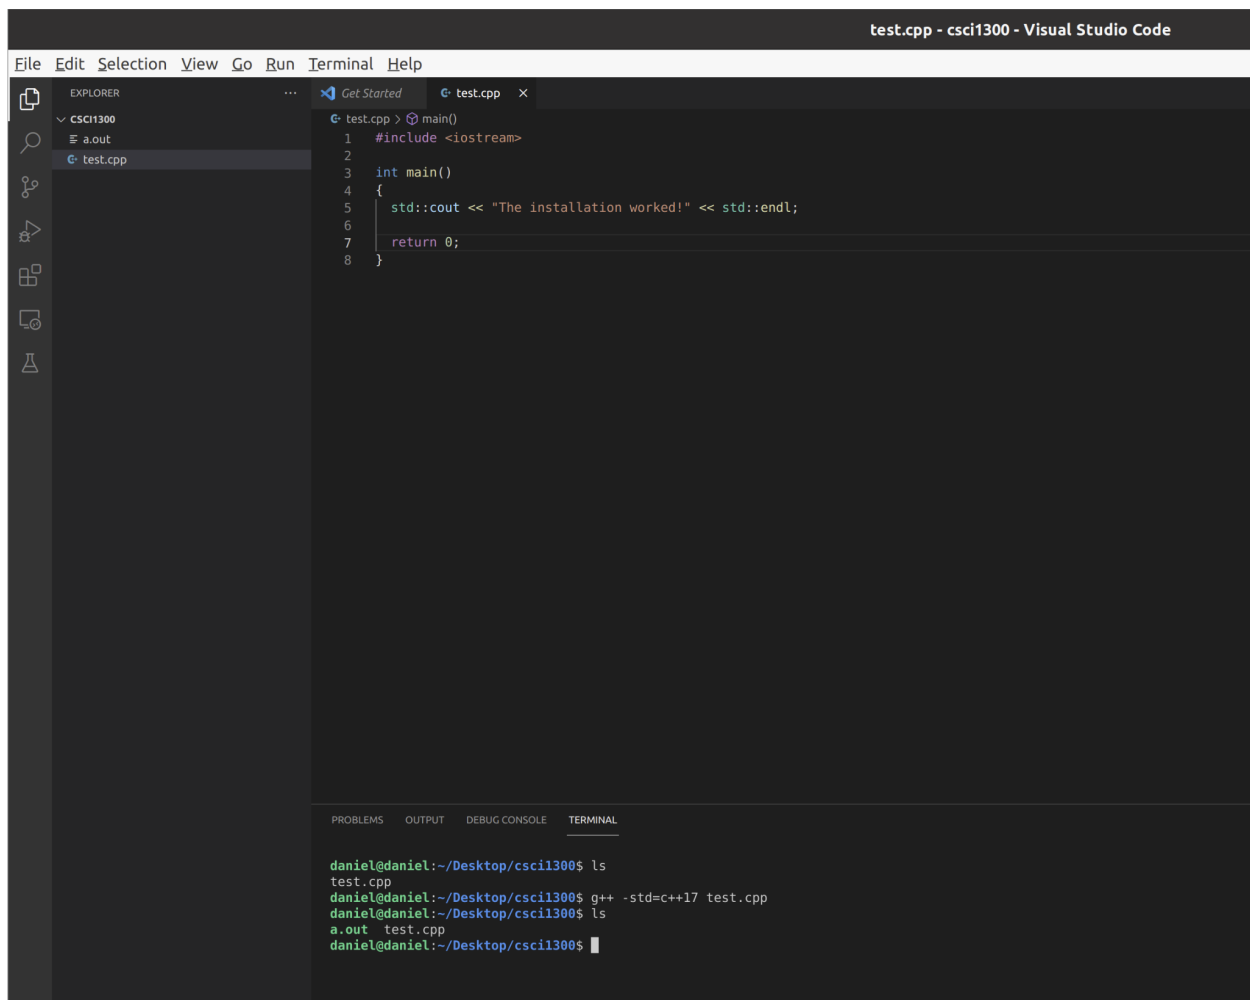 test.cpp - csci1300 - Visual Studio Code
File Edit Selection View Go Run Terminal Help
EXPLORER ···
CSCI1300
a.out
test.cpp
Get Started
test.cpp ×
test.cpp > main()
1 #include <iostream>
2
3 int main()
4 {
5 std::cout << "The installation worked!" << std::endl;
6
7 return 0;
8 }
PROBLEMS OUTPUT DEBUG CONSOLE TERMINAL
daniel@daniel:~/Desktop/csci1300$ ls
test.cpp
daniel@daniel:~/Desktop/csci1300$ g++ -std=c++17 test.cpp
daniel@daniel:~/Desktop/csci1300$ ls
a.out test.cpp
daniel@daniel:~/Desktop/csci1300$